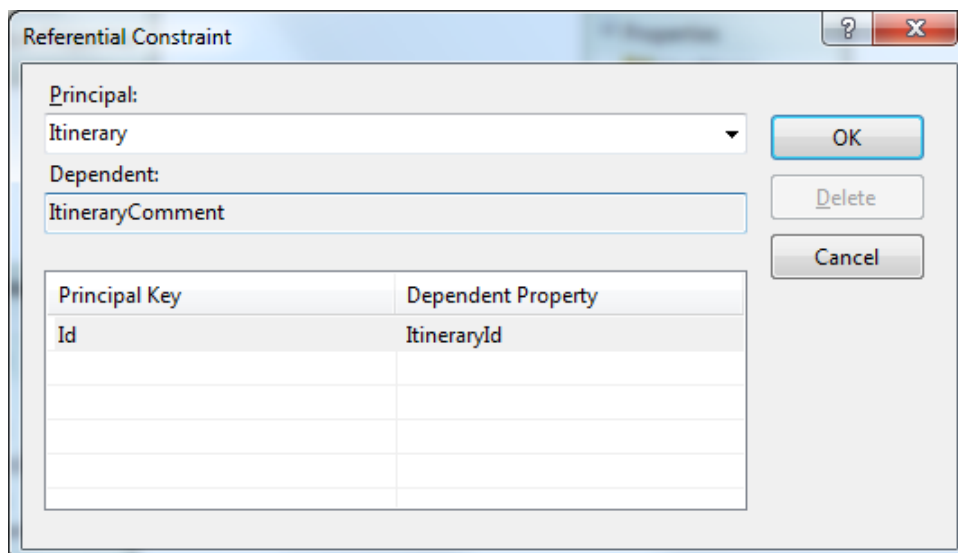 Referential Constraint
Principal:
Itinerary
OK
Dependent:
Delete
ItineraryComment
Cancel
Principal Key Dependent Property
Id ItineraryId